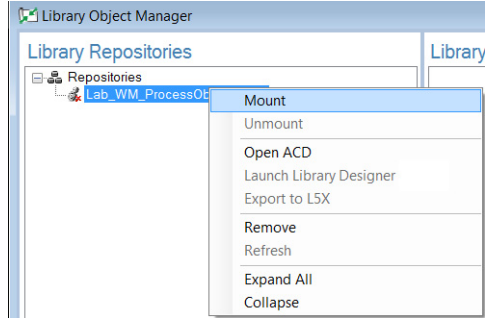 Library Object Manager
Library Repositories
Library
Repositories
Lab_WM_ProcessOb
Mount
Unmount
Open ACD
Launch Library Designer
Export to L5X
Remove
Refresh
Expand All
Collapse